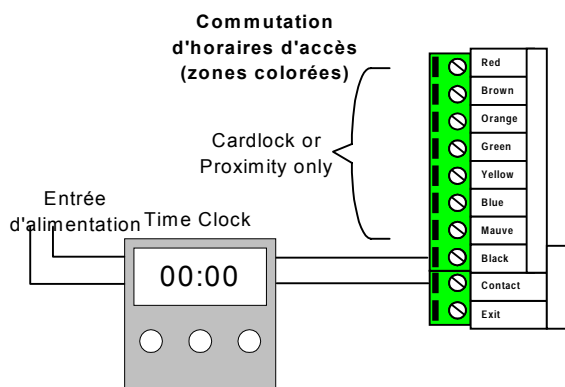 Commutation
d'horaires d'accès
(zones colorées)
Cardlock or
Proximity only
Entrée
d'alimentation
Time Clock
00:00
Red
Brown
Orange
Green
Yellow
Blue
Mauve
Black
Contact
Exit